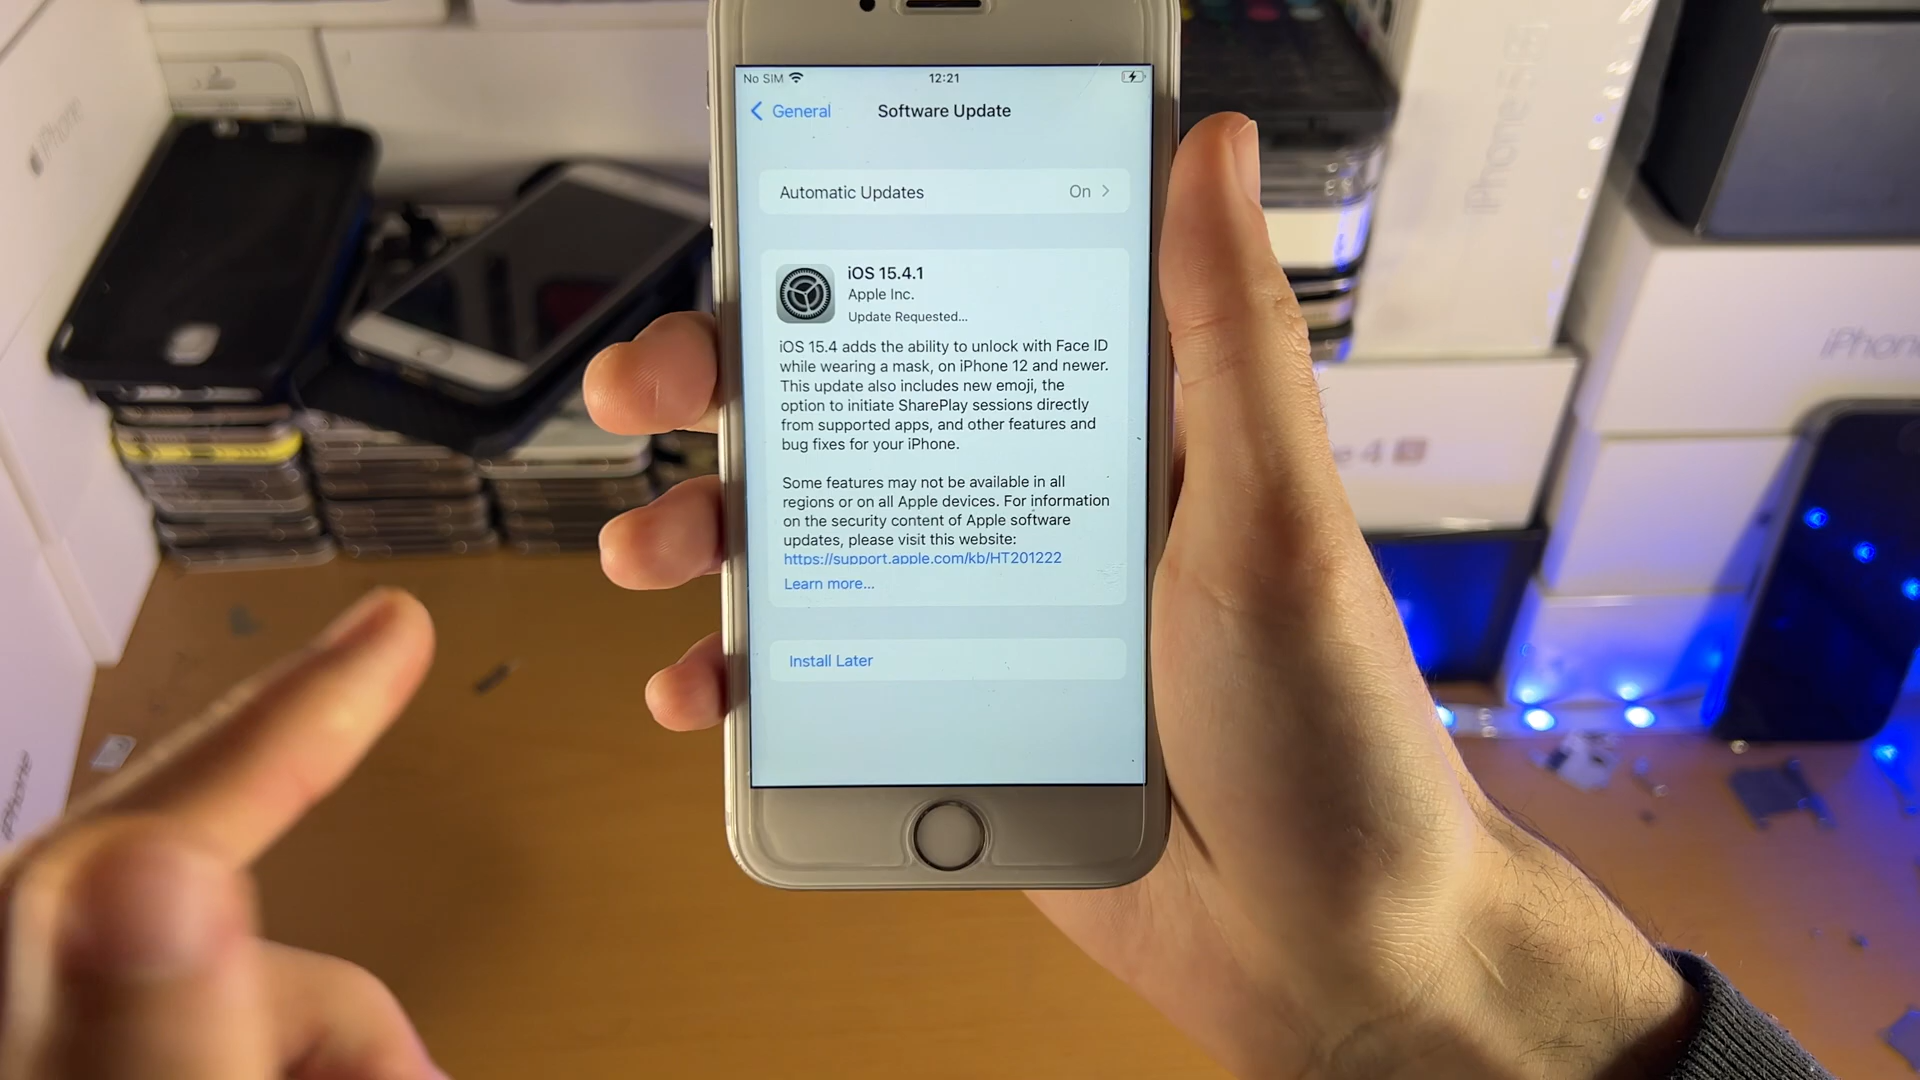 No SIM 12:21
General Software Update
Automatic Updates On
iOS 15.4.1
Apple Inc.
Update Requested...
iOS 15.4 adds the ability to unlock with Face ID
while wearing a mask, on iPhone 12 and newer.
This update also includes new emoji, the
option to initiate SharePlay sessions directly
from supported apps, and other features and
bug fixes for your iPhone.
Some features may not be available in all
regions or on all Apple devices. For information
on the security content of Apple software
updates, please visit this website:
https://support.apple.com/kb/HT201222
Learn more...
Install Later
iPhone
iPhone
iPhone